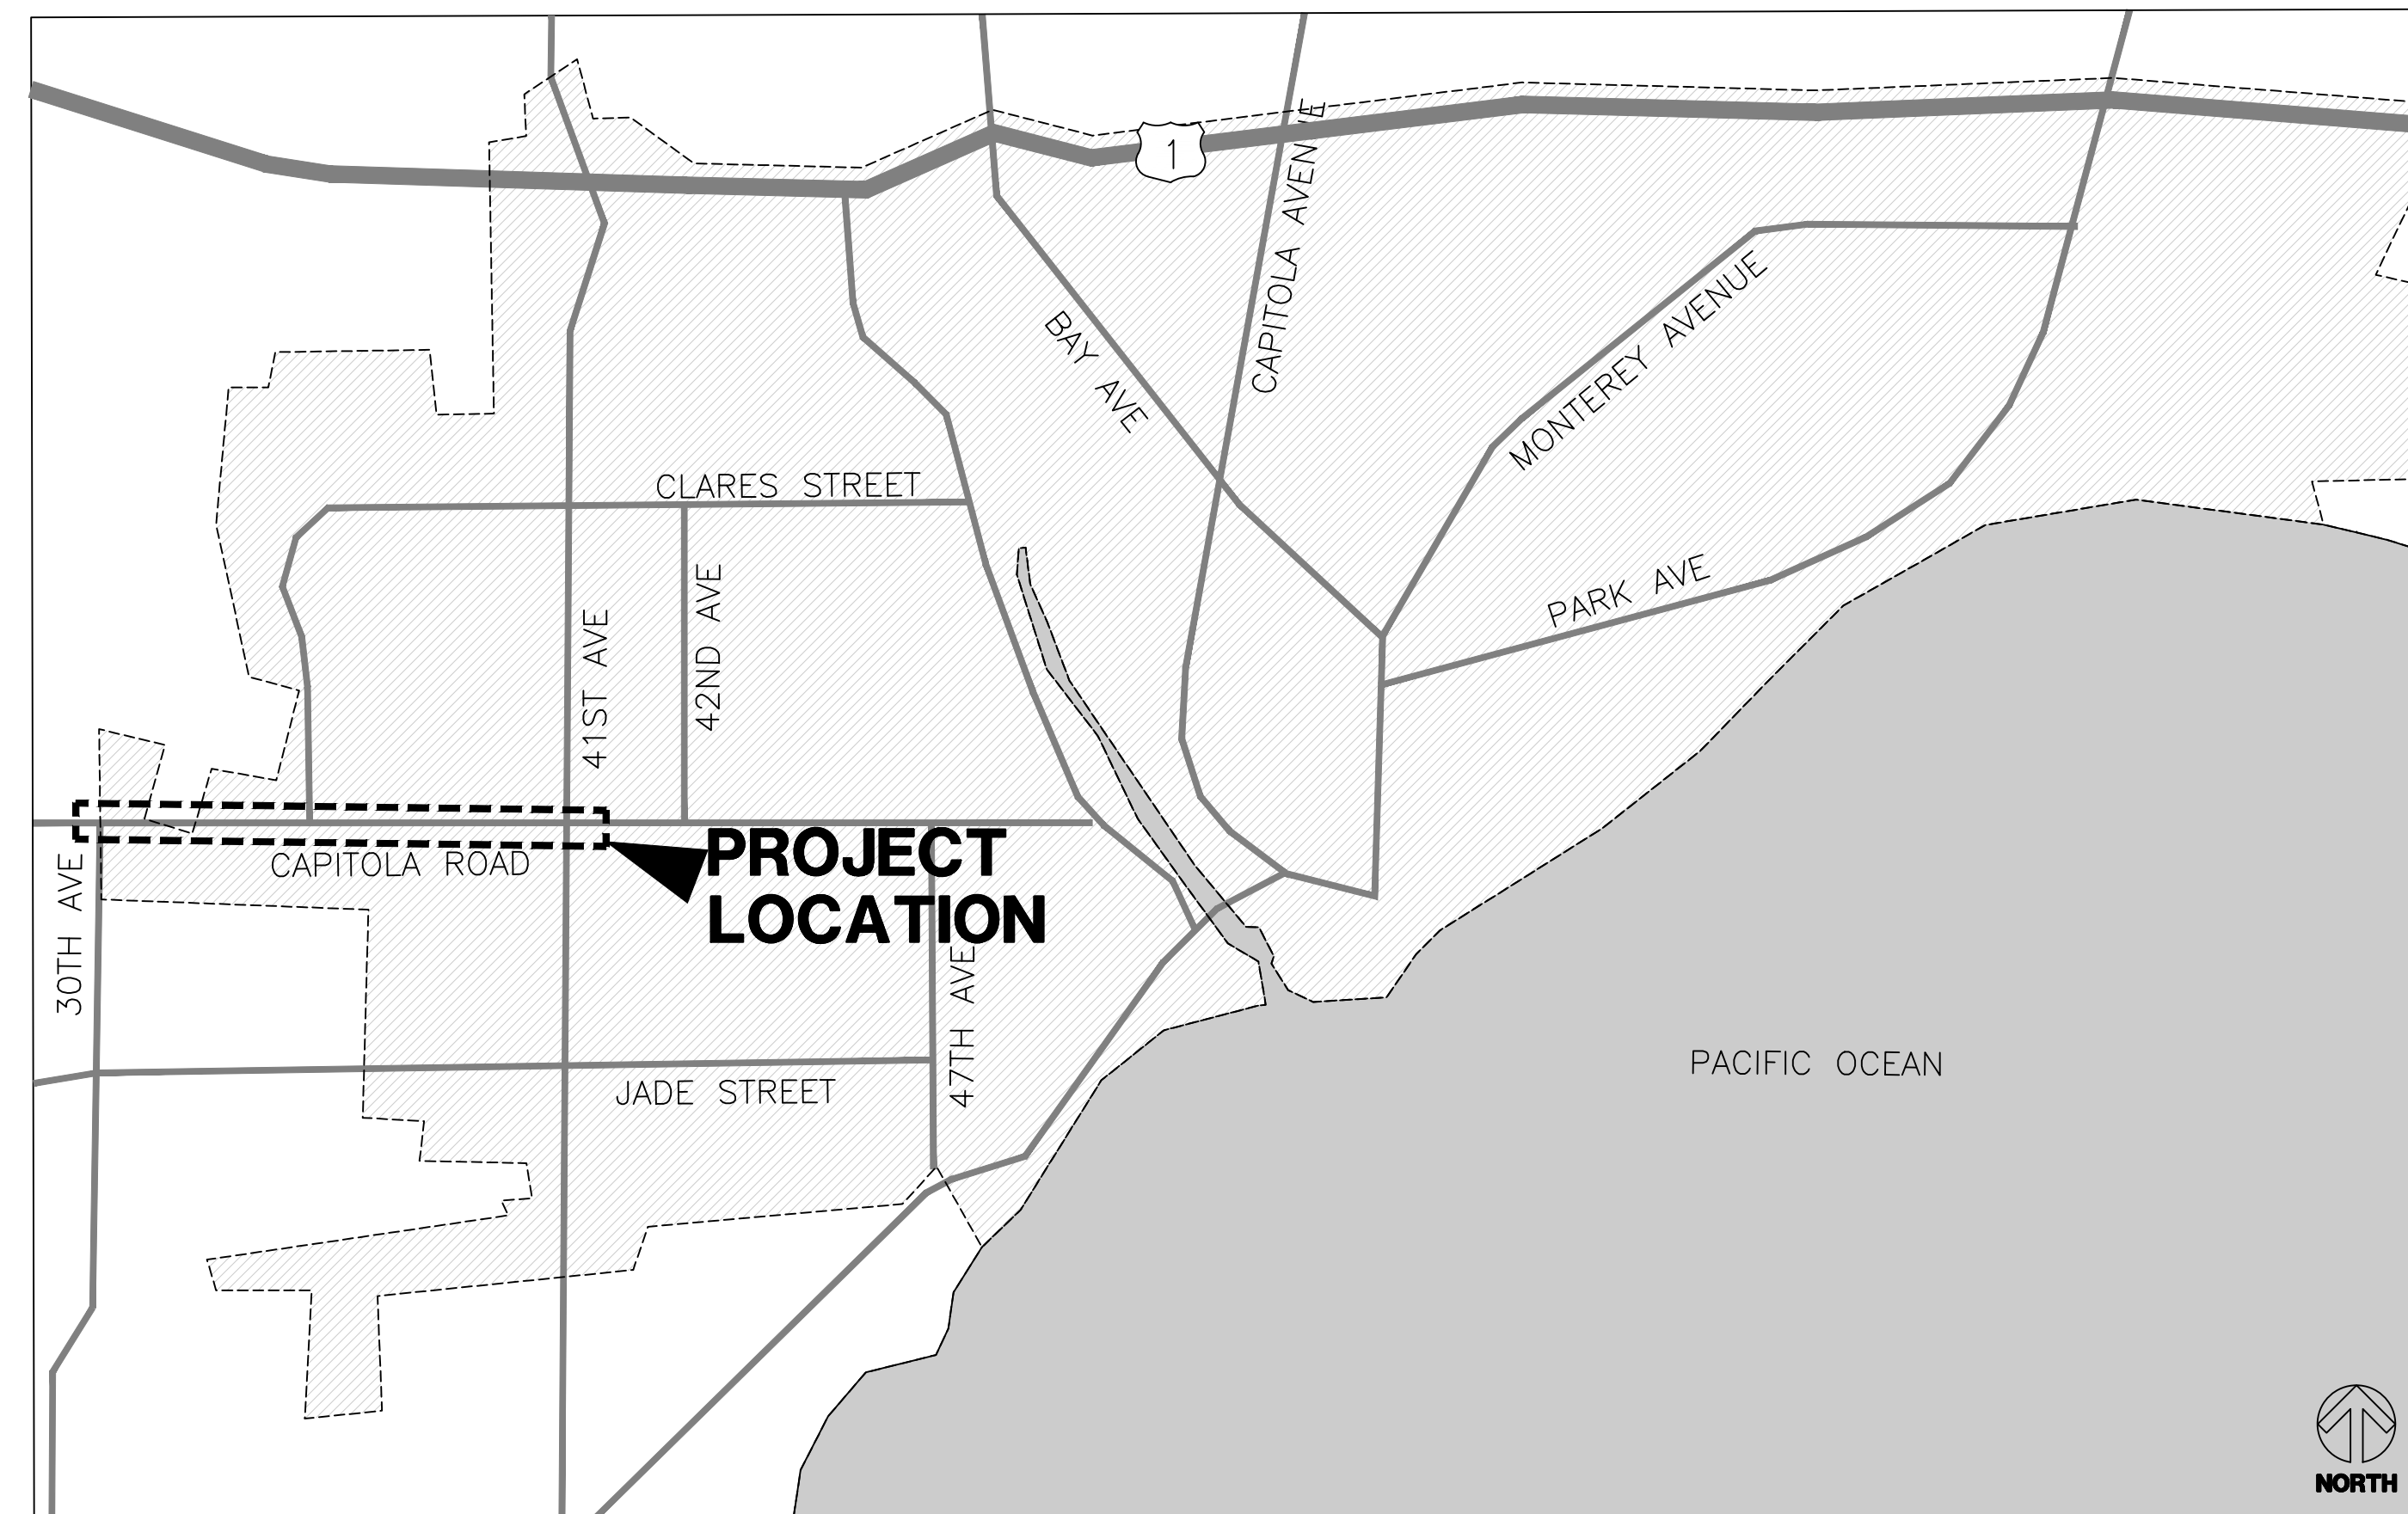 1
CAPITOLA AVENUE
BAY AVE
MONTEREY AVENUE
CLARES STREET
PARK AVE
41ST AVE
42ND AVE
PROJECT
LOCATION
CAPITOLA ROAD
30TH AVE
47TH AVE
JADE STREET
PACIFIC OCEAN
NORTH